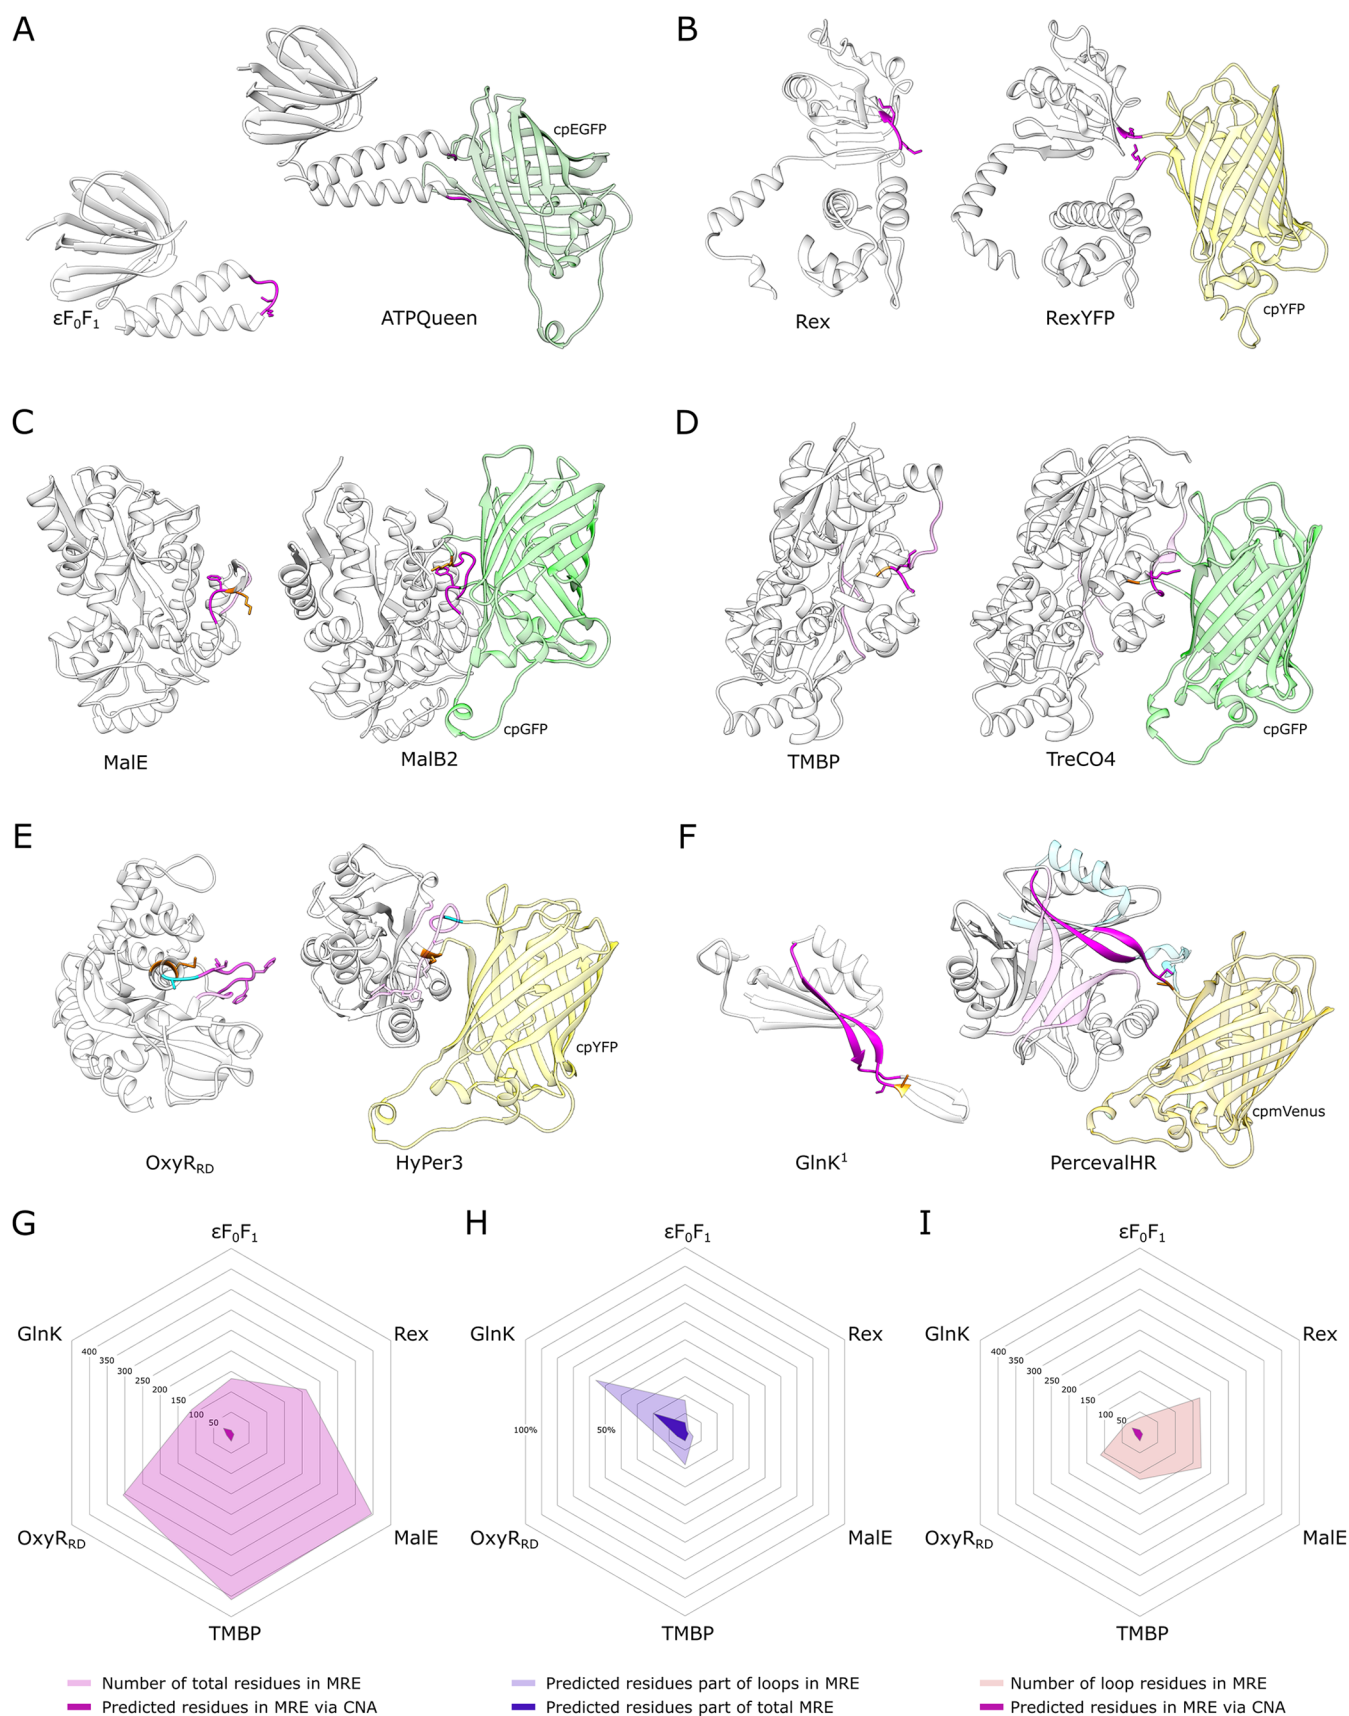 A
B
cpEGFP
εF₀F₁
ATPQueen
Rex
RexYFP
cpYFP
C
D
MalE
MalB2
cpGFP
TMBP
TreCO4
cpGFP
E
F
OxyR_RD
HyPer3
cpYFP
GlnK¹
PercevalHR
cpmVenus
G
εF₀F₁
GlnK
Rex
400
350
300
250
200
150
100
50
OxyR_RD
MalE
TMBP
Number of total residues in MRE
Predicted residues in MRE via CNA
H
εF₀F₁
GlnK
Rex
100%
50%
OxyR_RD
MalE
TMBP
Predicted residues part of loops in MRE
Predicted residues part of total MRE
I
εF₀F₁
GlnK
Rex
400
350
300
250
200
150
100
50
OxyR_RD
MalE
TMBP
Number of loop residues in MRE
Predicted residues in MRE via CNA